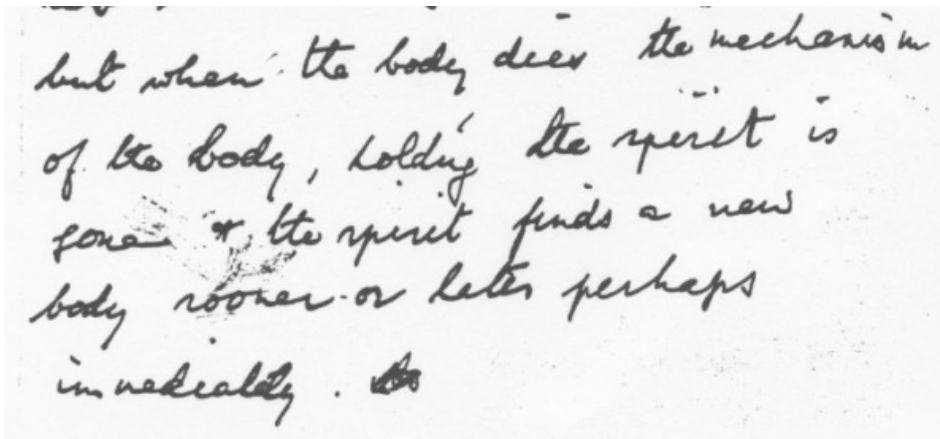 but when the body dies the mechanism
of the body, holding the spirit is
gone & the spirit finds a new
body sooner or later perhaps
immediately.